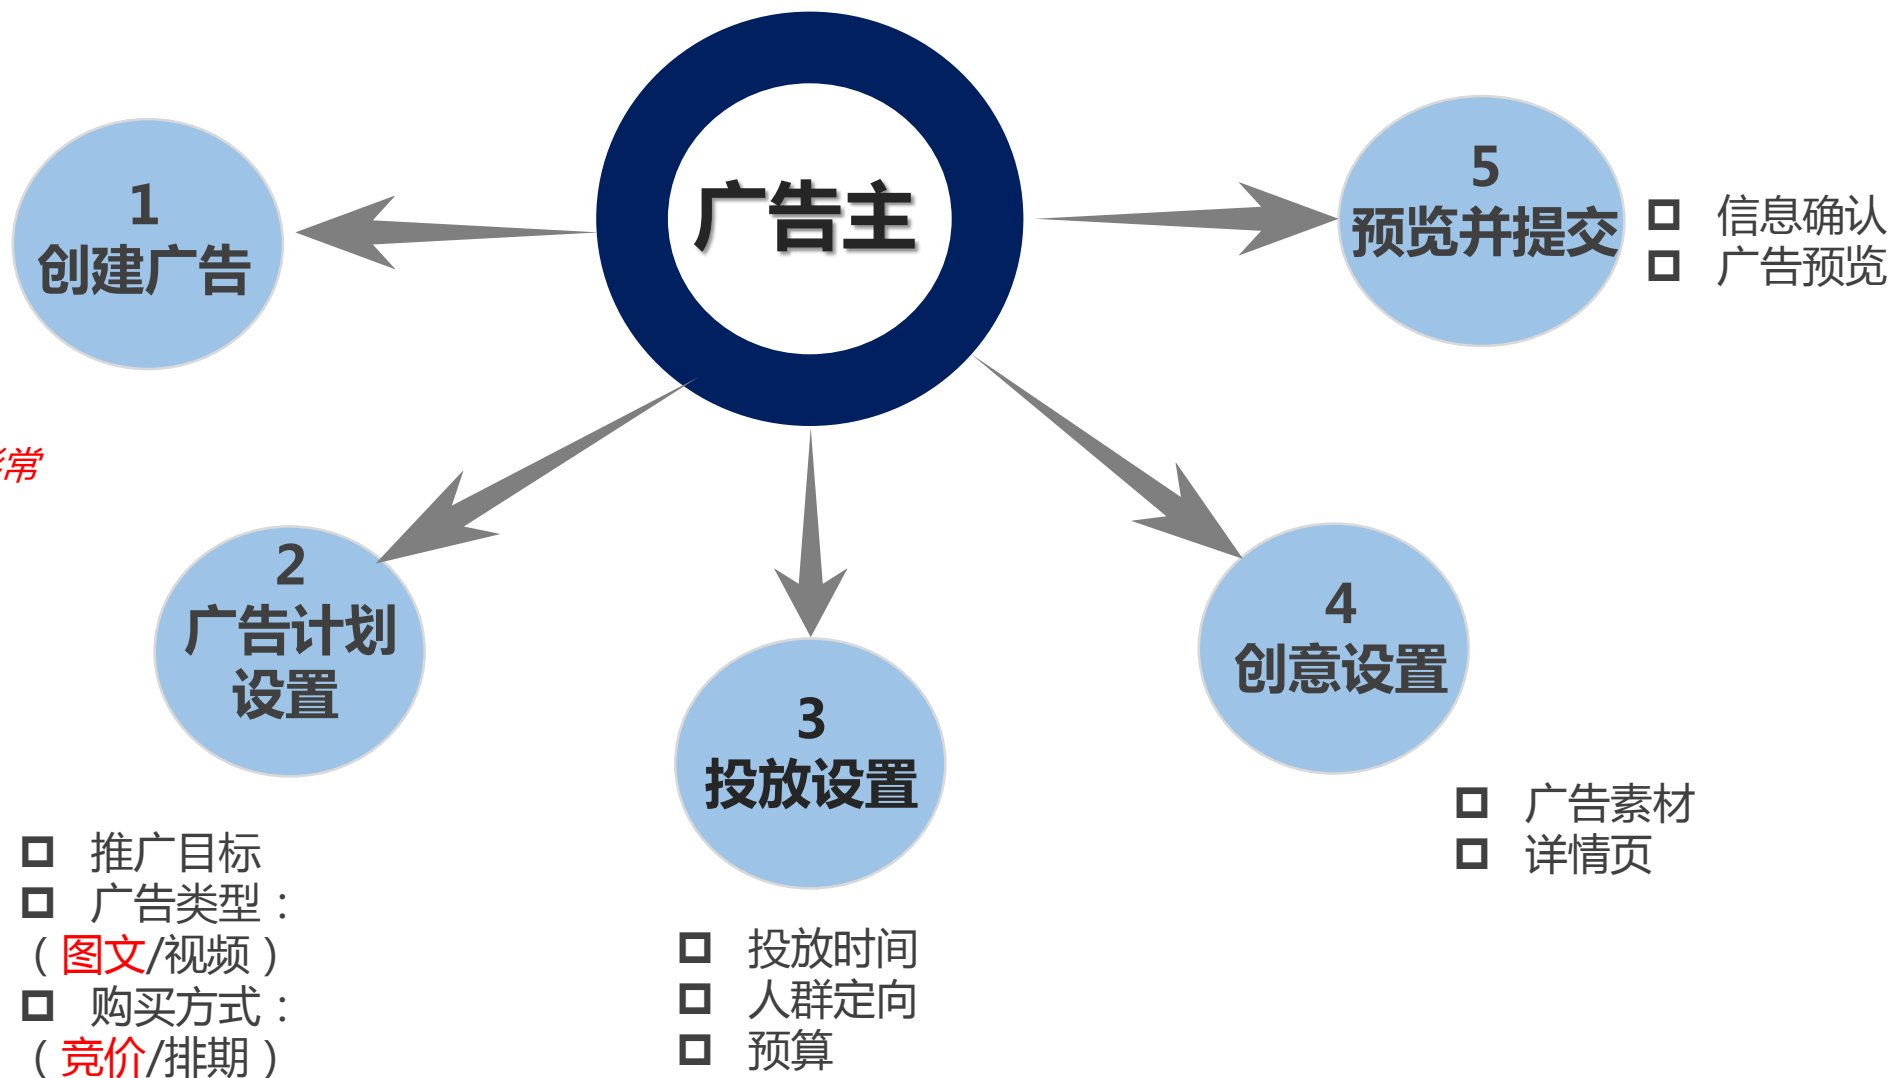 广告主
1
创建广告
常
2
广告计划
设置
推广目标
广告类型：
（图文/视频）
购买方式：
（竞价/排期）
3
投放设置
投放时间
人群定向
预算
4
创意设置
广告素材
详情页
5
预览并提交
信息确认
广告预览